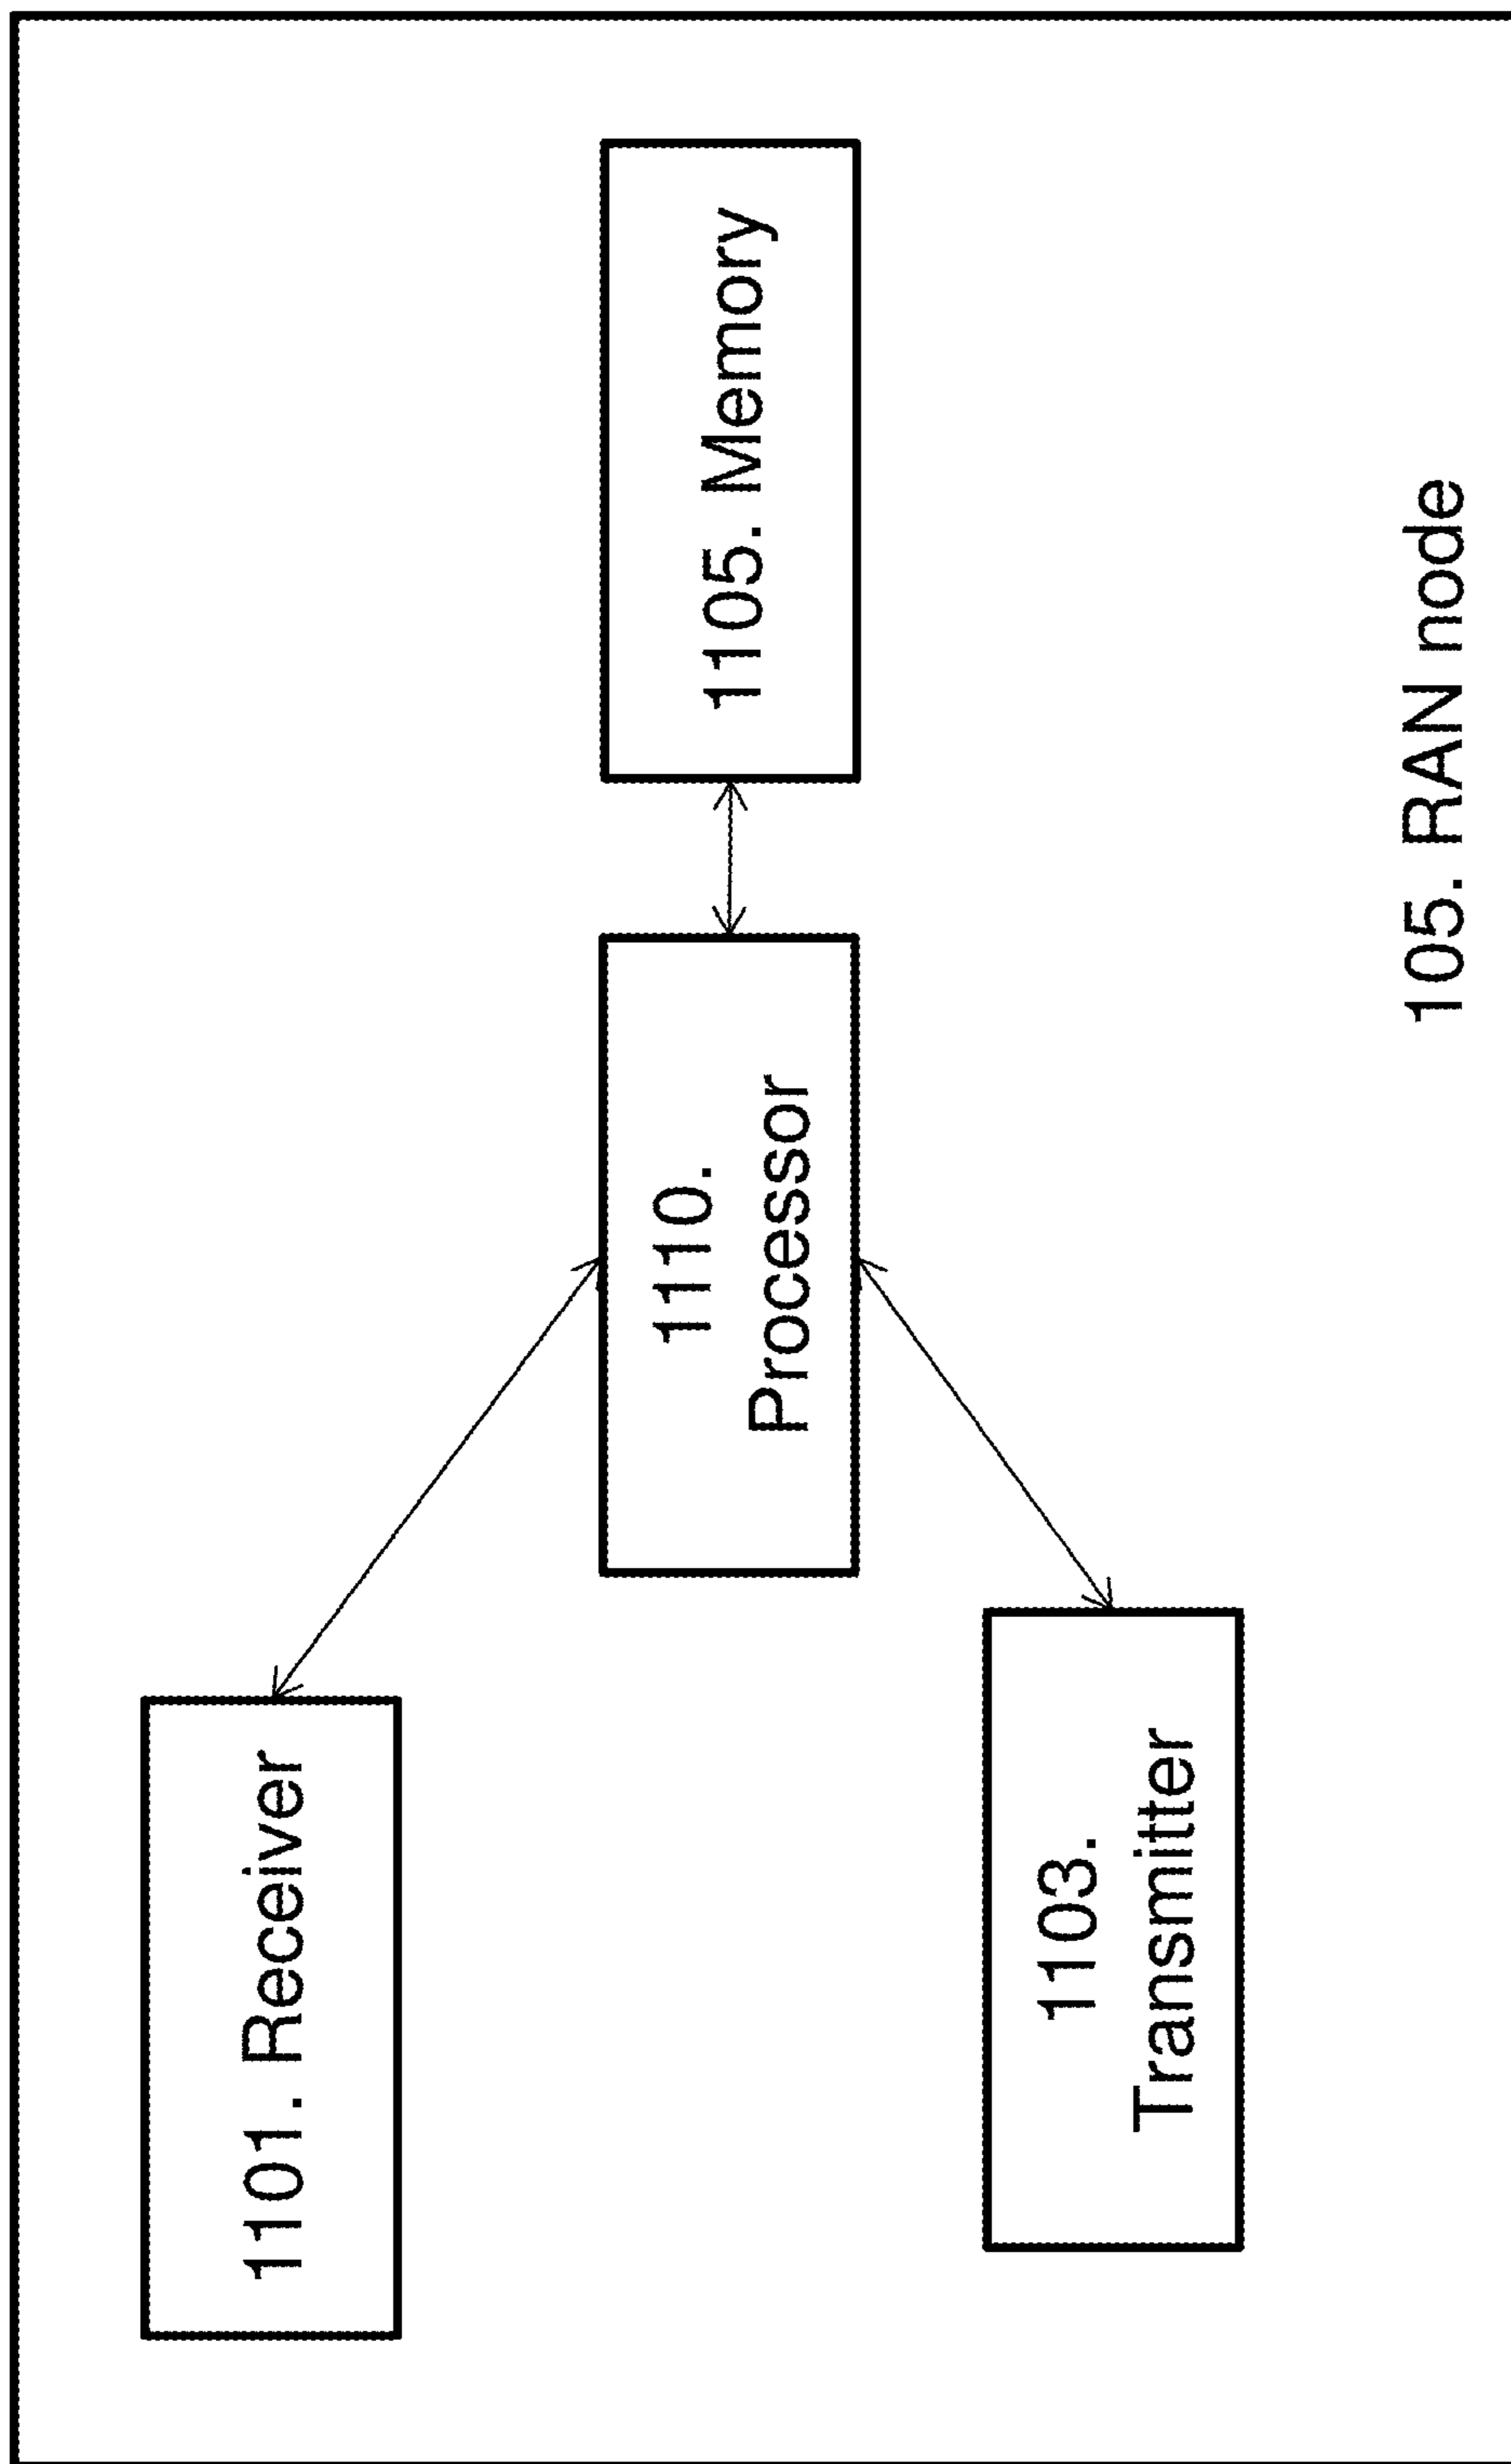 1101. Receiver
1110.
Processor
1105. Memory
1103.
Transmitter
105. RAN node